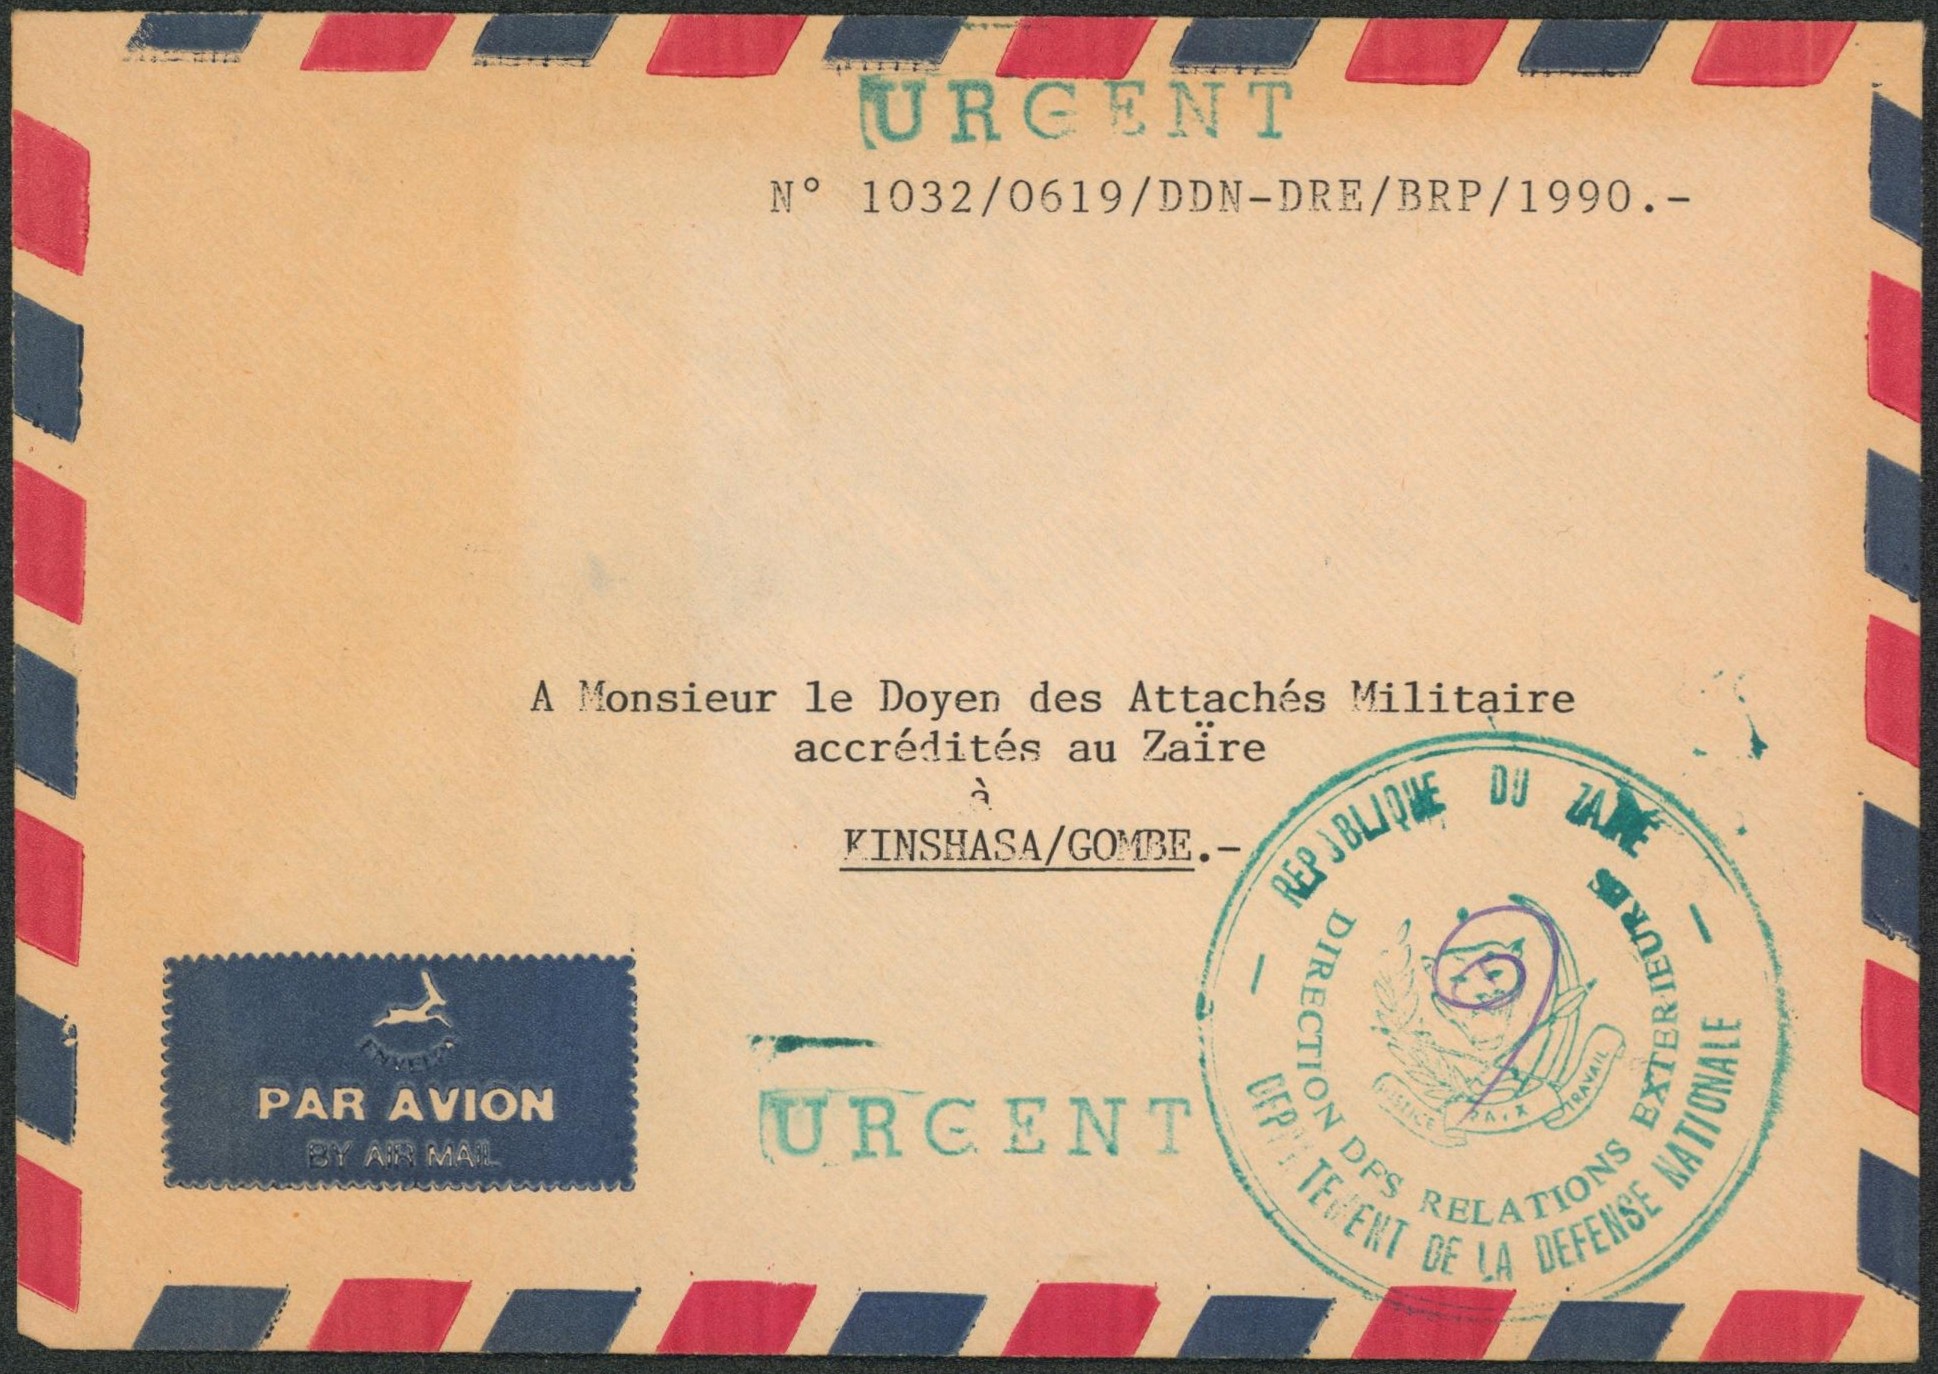 URGENT
N° 1032/0619/DDN-DRE/BRP/1990.-
A Monsieur le Doyen des Attachés Militaire
accrédités au Zaïre
à
KINSHASA/GOMBE.-
PAR AVION
BY AIR MAIL
URGENT
REPUBLIQUE DU ZAIRE
DIRECTION DES RELATIONS EXTERIEURES
DEPARTEMENT DE LA DEFENSE NATIONALE
JUSTICE PAIX TRAVAIL